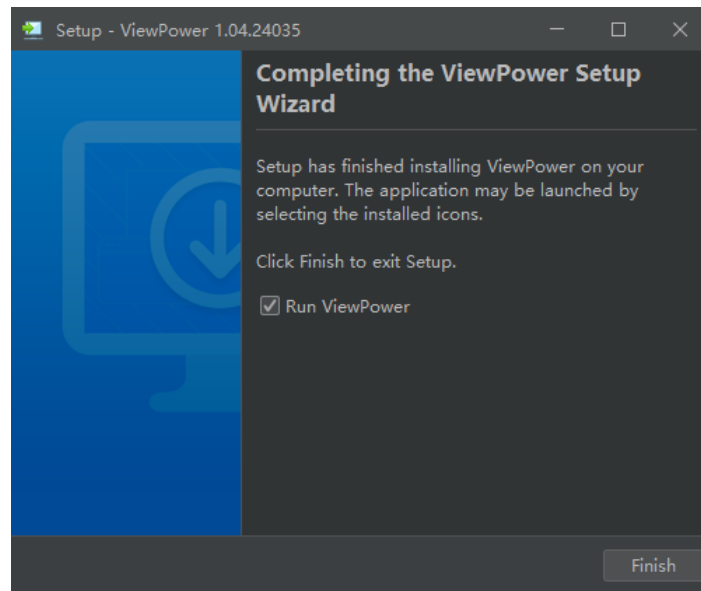 Setup - ViewPower 1.04.24035
Completing the ViewPower Setup
Wizard
Setup has finished installing ViewPower on your
computer. The application may be launched by
selecting the installed icons.
Click Finish to exit Setup.
Run ViewPower
Finish